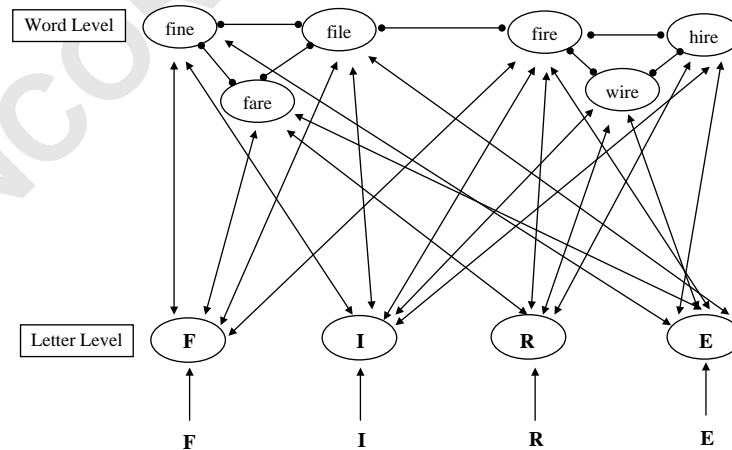 Word Level
fine
file
fire
hire
fare
wire
Letter Level
F
I
R
E
F
I
R
E